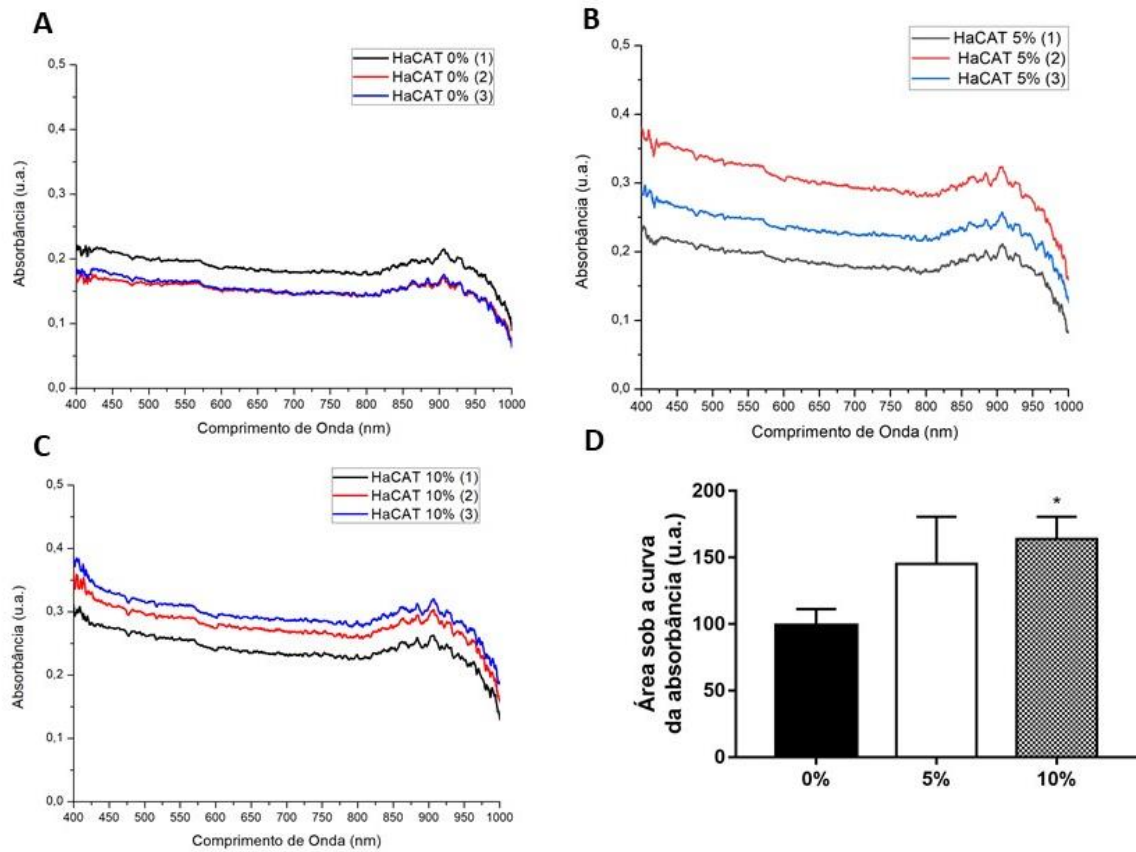 A
HaCAT 0% (1)
HaCAT 0% (2)
HaCAT 0% (3)
0,5
0,4
0,3
0,2
0,1
0,0
Absorbância (u.a.)
400 450 500 550 600 650 700 750 800 850 900 950 1000
Comprimento de Onda (nm)
B
HaCAT 5% (1)
HaCAT 5% (2)
HaCAT 5% (3)
0,5
0,4
0,3
0,2
0,1
0,0
Absorbância (u.a.)
400 450 500 550 600 650 700 750 800 850 900 950 1000
Comprimento de Onda (nm)
C
HaCAT 10% (1)
HaCAT 10% (2)
HaCAT 10% (3)
0,5
0,4
0,3
0,2
0,1
0,0
Absorbância (u.a.)
400 450 500 550 600 650 700 750 800 850 900 950 1000
Comprimento de Onda (nm)
D
200
150
100
50
0
Área sob a curva
da absorbância (u.a.)
*
0% 5% 10%